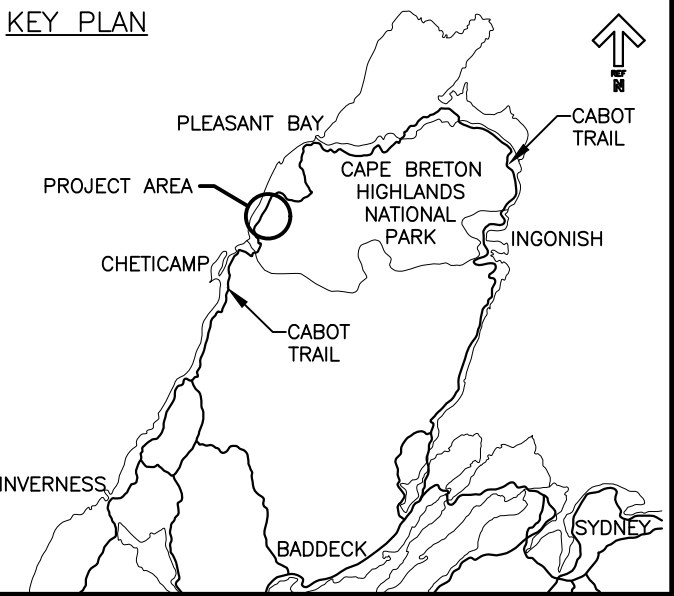 KEY PLAN
REF
N
PLEASANT BAY
CABOT
TRAIL
CAPE BRETON
HIGHLANDS
NATIONAL
PARK
PROJECT AREA
INGONISH
CHETICAMP
CABOT
TRAIL
INVERNESS
SYDNEY
BADDECK